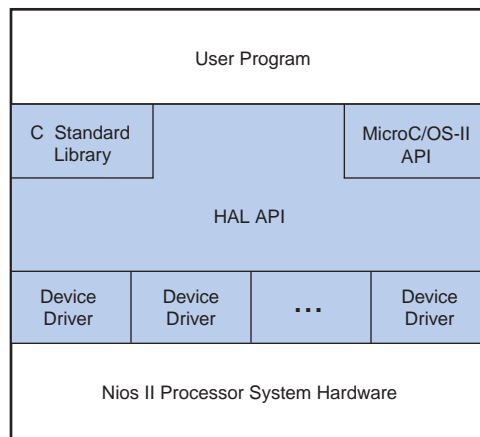 User Program
C Standard
Library
MicroC/OS-II
API
HAL API
Device
Driver
Device
Driver
...
Device
Driver
Nios II Processor System Hardware